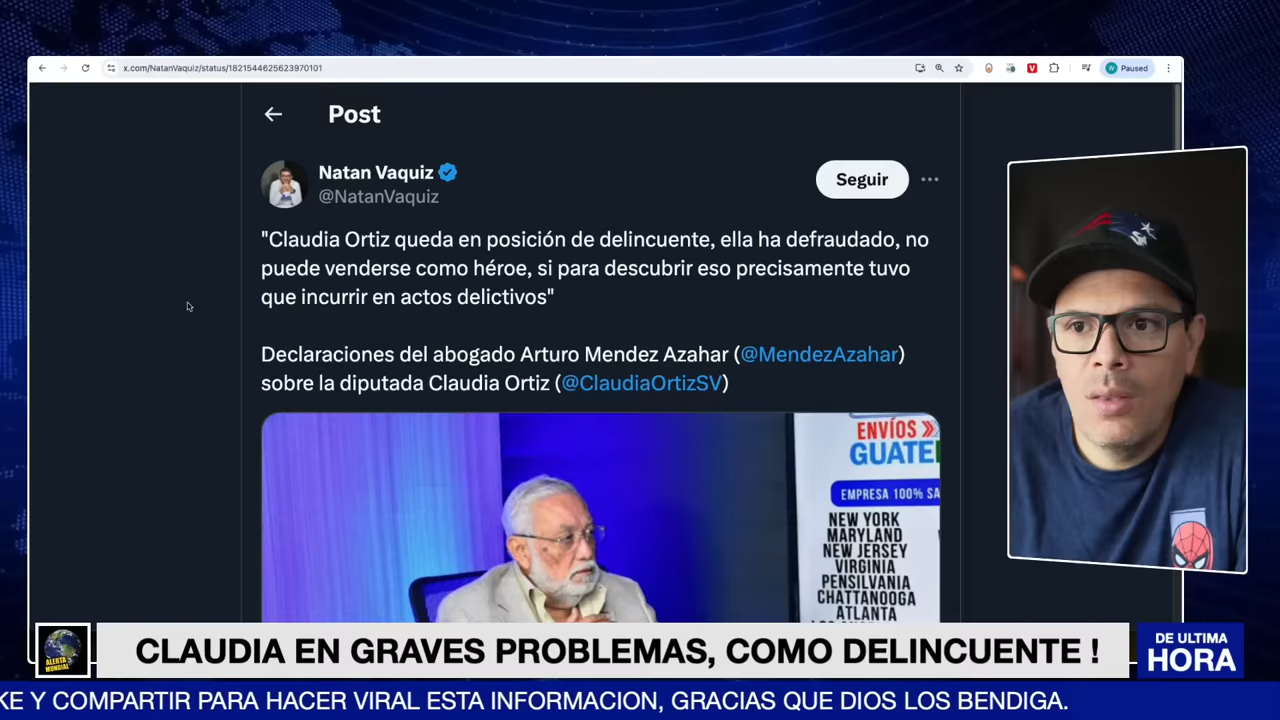 x.com/NatanVaquiz/status/1821544625623970101
W Paused
Post
Natan Vaquiz
@NatanVaquiz
Seguir
"Claudia Ortiz queda en posición de delincuente, ella ha defraudado, no
puede venderse como héroe, si para descubrir eso precisamente tuvo
que incurrir en actos delictivos"
Declaraciones del abogado Arturo Mendez Azahar (@MendezAzahar)
sobre la diputada Claudia Ortiz (@ClaudiaOrtizSV)
ENVÍOS
GUATE
EMPRESA 100% SA
NEW YORK
MARYLAND
NEW JERSEY
VIRGINIA
PENSILVANIA
CHATTANOOGA
ATLANTA
ALERTA
MUNDIAL
CLAUDIA EN GRAVES PROBLEMAS, COMO DELINCUENTE !
DE ULTIMA
HORA
KE Y COMPARTIR PARA HACER VIRAL ESTA INFORMACION, GRACIAS QUE DIOS LOS BENDIGA.